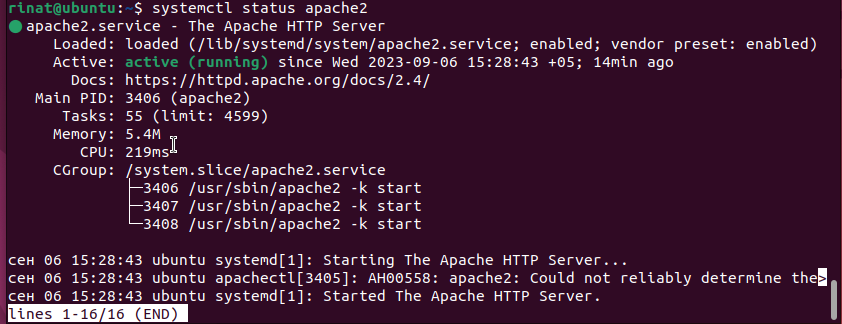 rinat@ubuntu:~$ systemctl status apache2
● apache2.service - The Apache HTTP Server
     Loaded: loaded (/lib/systemd/system/apache2.service; enabled; vendor preset: enabled)
     Active: active (running) since Wed 2023-09-06 15:28:43 +05; 14min ago
       Docs: https://httpd.apache.org/docs/2.4/
   Main PID: 3406 (apache2)
      Tasks: 55 (limit: 4599)
     Memory: 5.4M
        CPU: 219ms
     CGroup: /system.slice/apache2.service
             ├─3406 /usr/sbin/apache2 -k start
             ├─3407 /usr/sbin/apache2 -k start
             └─3408 /usr/sbin/apache2 -k start

сен 06 15:28:43 ubuntu systemd[1]: Starting The Apache HTTP Server...
сен 06 15:28:43 ubuntu apachectl[3405]: AH00558: apache2: Could not reliably determine the>
сен 06 15:28:43 ubuntu systemd[1]: Started The Apache HTTP Server.
lines 1-16/16 (END)